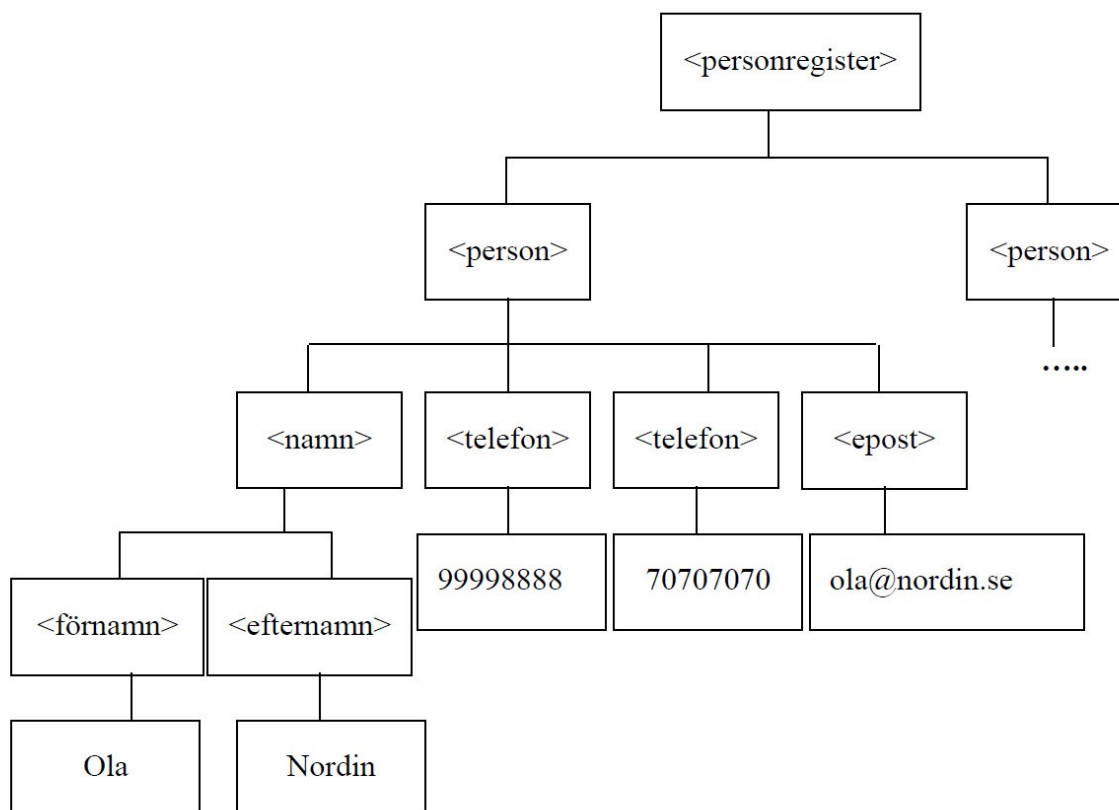 <personregister>
<person>
<person>
.....
<namn>
<telefon>
<telefon>
<epost>
99998888
70707070
ola@nordin.se
<förnamn>
<efternamn>
Ola
Nordin